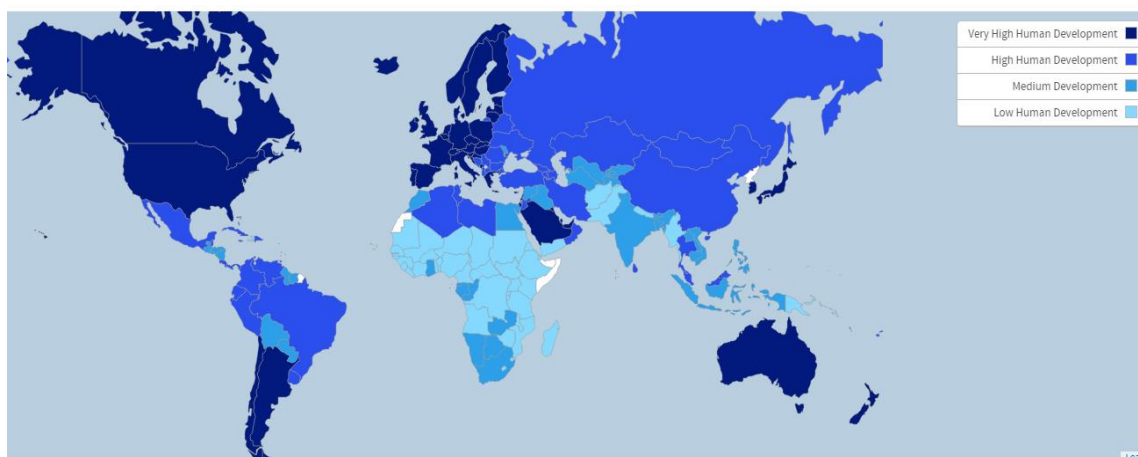 Very High Human Development
High Human Development
Medium Development
Low Human Development